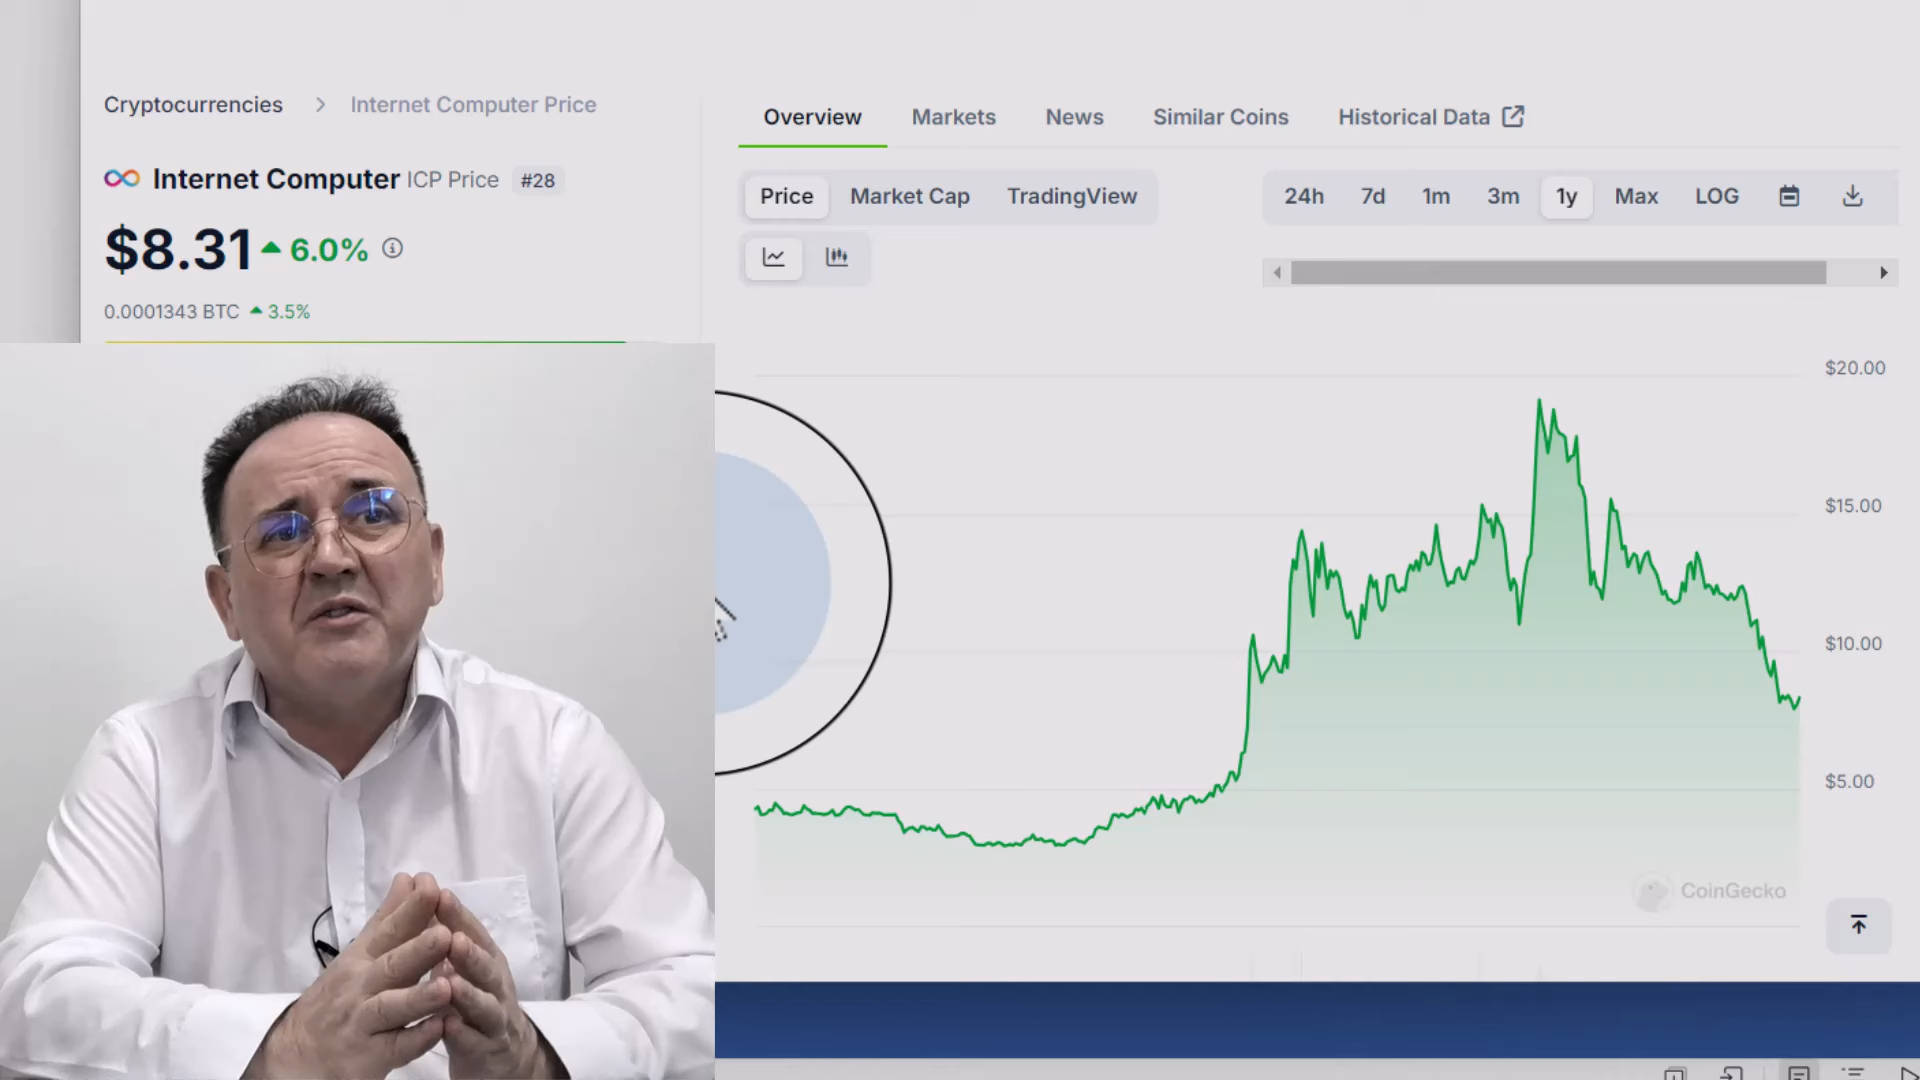 Cryptocurrencies > Internet Computer Price
Internet Computer ICP Price #28
$8.31 6.0%
0.0001343 BTC 3.5%
Overview Markets News Similar Coins Historical Data
Price Market Cap TradingView
24h 7d 1m 3m 1y Max LOG
$20.00
$15.00
$10.00
$5.00
CoinGecko